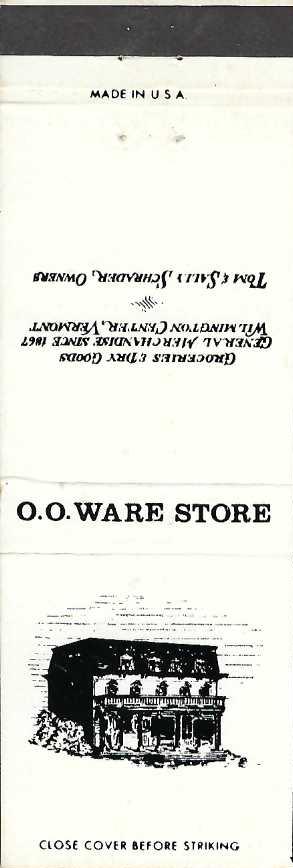 MADE IN U S A.
GROCERIES & DRY GOODS
GENERAL MERCHANDISE SINCE 1867
WILMINGTON CENTER, VERMONT.
TOM & SALLY SCHRADER, OWNERS
O.O. WARE STORE
CLOSE COVER BEFORE STRIKING